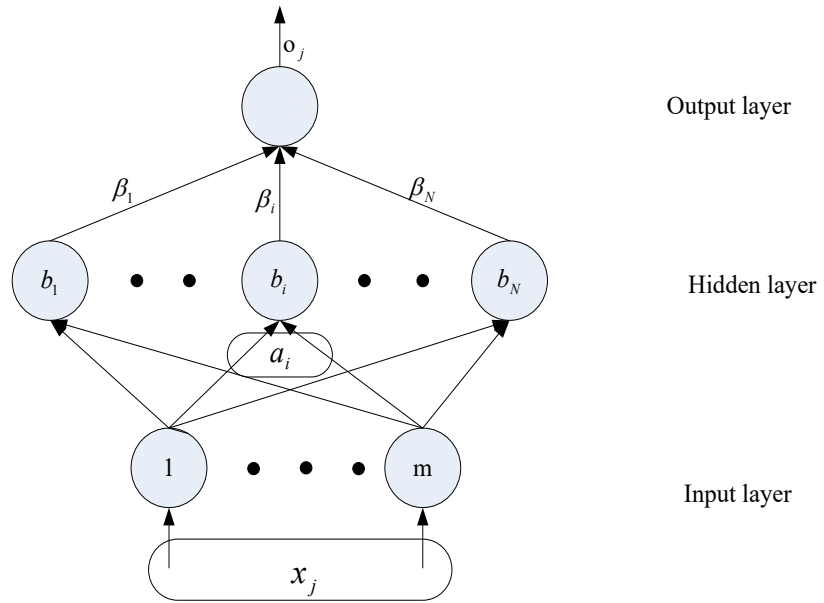 o_j
Output layer
β_1 β_i β_N
b_1 b_i b_N
Hidden layer
a_i
1 m
Input layer
x_j